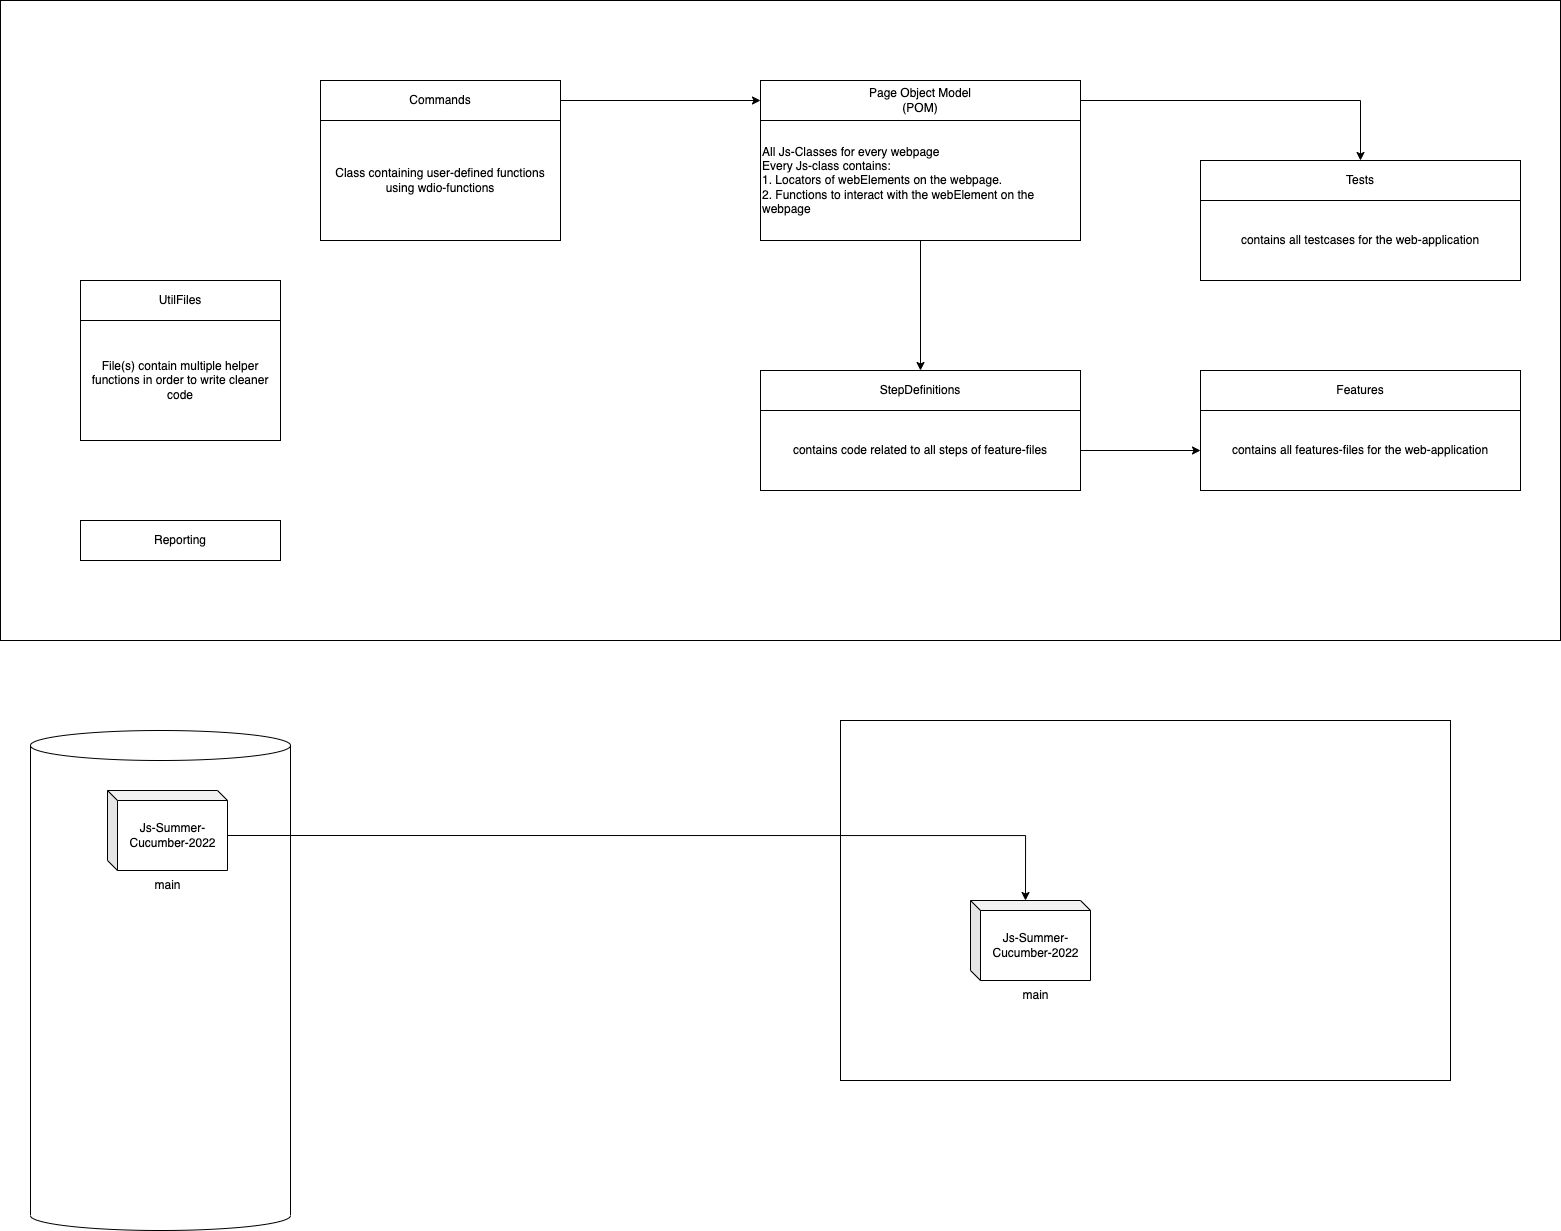 Commands
Class containing user-defined functions
using wdio-functions
Page Object Model
(POM)
All Js-Classes for every webpage
Every Js-class contains:
1. Locators of webElements on the webpage.
2. Functions to interact with the webElement on the
webpage
Tests
contains all testcases for the web-application
UtilFiles
File(s) contain multiple helper
functions in order to write cleaner
code
StepDefinitions
contains code related to all steps of feature-files
Features
contains all features-files for the web-application
Reporting
Js-Summer-
Cucumber-2022
main
Js-Summer-
Cucumber-2022
main